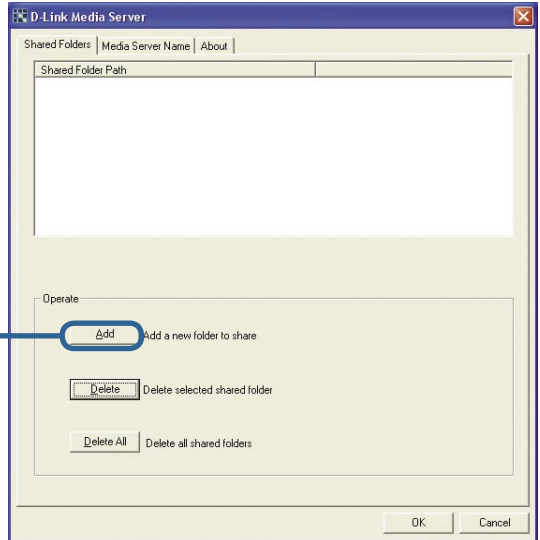 D-Link Media Server
Shared Folders Media Server Name About
Shared Folder Path
Operate
Add Add a new folder to share
Delete Delete selected shared folder
Delete All Delete all shared folders
OK Cancel